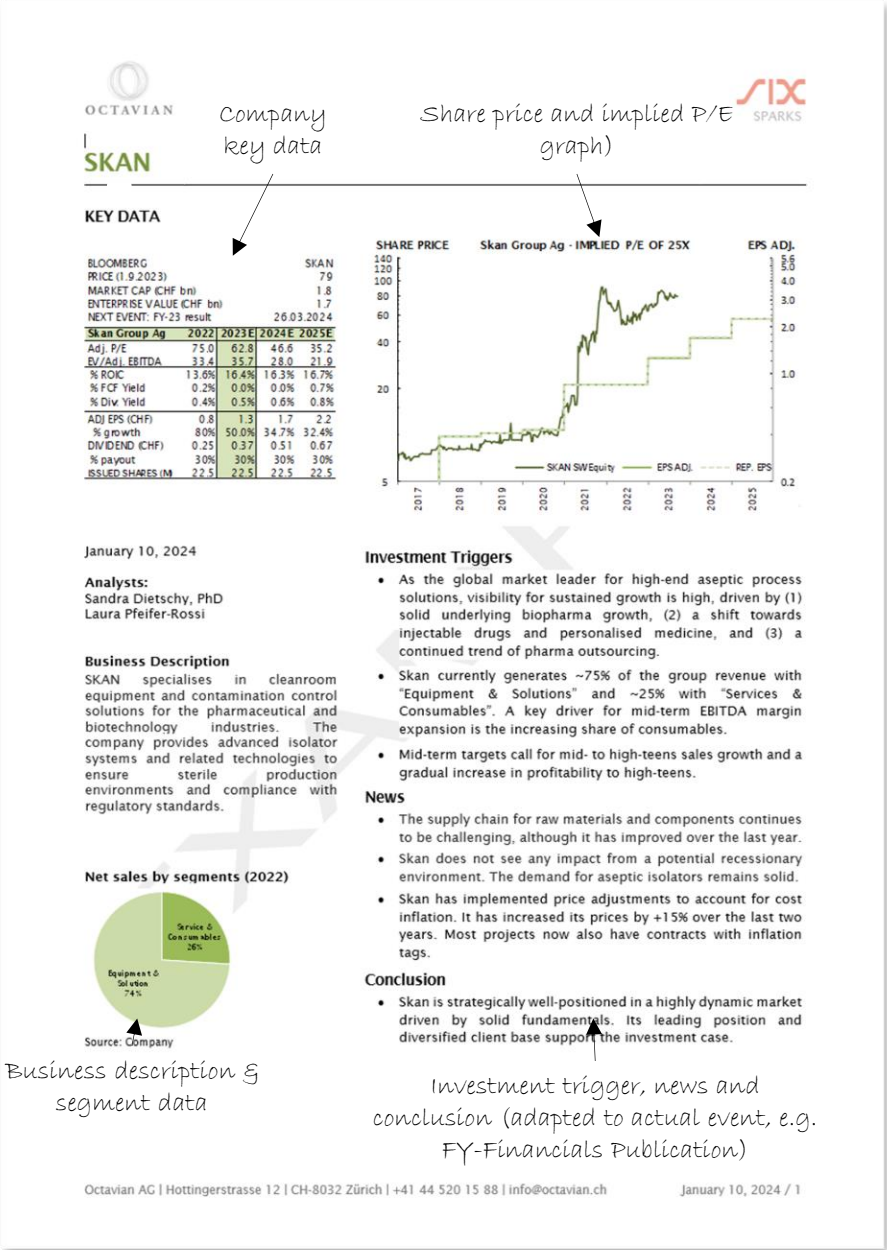 OCTAVIAN
SIX
SPARKS
Company
key data
Share price and implied P/E
graph)
SKAN
KEY DATA
BLOOMBERG SKAN
PRICE (1.9.2023) 79
MARKET CAP (CHF bn) 1.8
ENTERPRISE VALUE (CHF bn) 1.7
NEXT EVENT: FY-23 result 26.03.2024
Skan Group Ag 2022 2023E 2024E 2025E
Adj. P/E 75.0 62.8 46.6 35.2
EV/Adj. EBITDA 33.4 35.7 28.0 21.9
% ROIC 13.6% 16.4% 16.3% 16.7%
% FCF Yield 0.2% 0.0% 0.0% 0.7%
% Div. Yield 0.4% 0.5% 0.6% 0.8%
ADJ EPS (CHF) 0.8 1.3 1.7 2.2
% growth 80% 50.0% 34.7% 32.4%
DIVIDEND (CHF) 0.25 0.37 0.51 0.67
% payout 30% 30% 30% 30%
ISSUED SHARES (M 22.5 22.5 22.5 22.5
SHARE PRICE Skan Group Ag - IMPLIED P/E OF 25X EPS ADJ.
140 5.6
120 5.0
100 4.0
80 3.0
60 2.0
40
20 1.0
5 0.2
SKAN SW Equity EPS ADJ. REP. EPS
2017 2018 2019 2020 2021 2022 2023 2024 2025
January 10, 2024
Analysts:
Sandra Dietschy, PhD
Laura Pfeifer-Rossi
Business Description
SKAN specialises in cleanroom
equipment and contamination control
solutions for the pharmaceutical and
biotechnology industries. The
company provides advanced isolator
systems and related technologies to
ensure sterile production
environments and compliance with
regulatory standards.
Net sales by segments (2022)
Service &
Consumables
26%
Equipment &
Solution
74%
Source: Company
Business description &
segment data
Investment Triggers
• As the global market leader for high-end aseptic process
solutions, visibility for sustained growth is high, driven by (1)
solid underlying biopharma growth, (2) a shift towards
injectable drugs and personalised medicine, and (3) a
continued trend of pharma outsourcing.
• Skan currently generates ~75% of the group revenue with
“Equipment & Solutions” and ~25% with “Services &
Consumables”. A key driver for mid-term EBITDA margin
expansion is the increasing share of consumables.
• Mid-term targets call for mid- to high-teens sales growth and a
gradual increase in profitability to high-teens.
News
• The supply chain for raw materials and components continues
to be challenging, although it has improved over the last year.
• Skan does not see any impact from a potential recessionary
environment. The demand for aseptic isolators remains solid.
• Skan has implemented price adjustments to account for cost
inflation. It has increased its prices by +15% over the last two
years. Most projects now also have contracts with inflation
tags.
Conclusion
• Skan is strategically well-positioned in a highly dynamic market
driven by solid fundamentals. Its leading position and
diversified client base support the investment case.
Investment trigger, news and
conclusion (adapted to actual event, e.g.
FY-Financials Publication)
Octavian AG | Hottingerstrasse 12 | CH-8032 Zürich | +41 44 520 15 88 | info@octavian.ch January 10, 2024 / 1